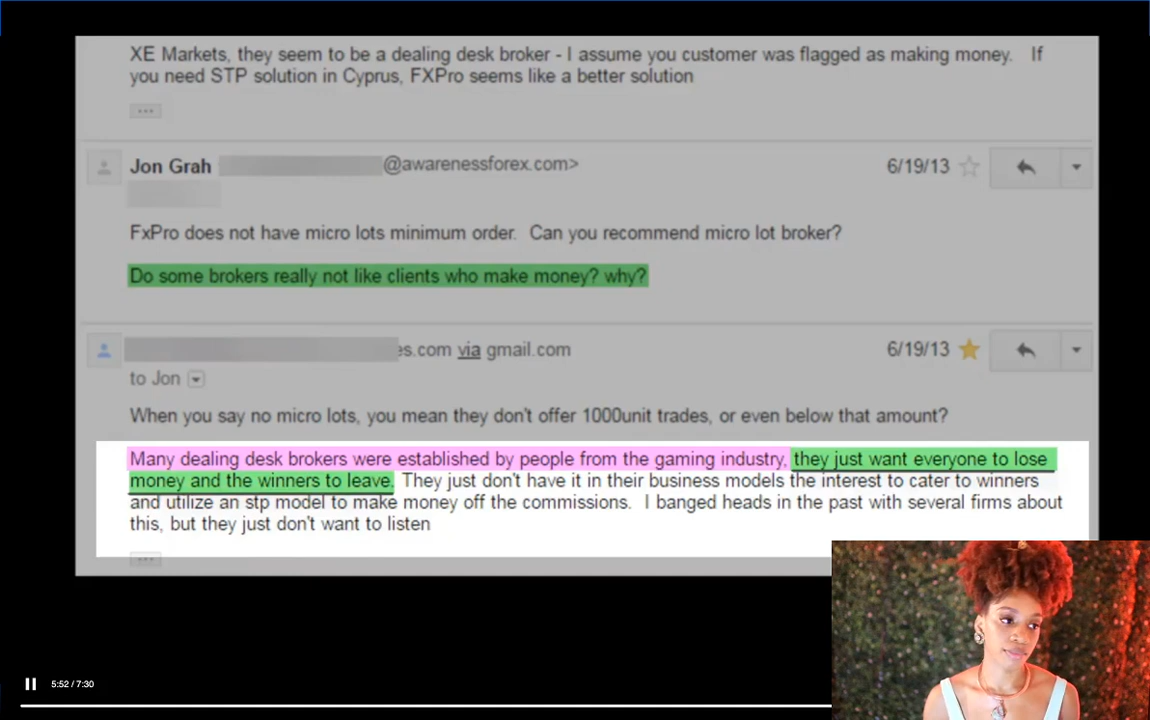 XE Markets, they seem to be a dealing desk broker - I assume you customer was flagged as making money. If
you need STP solution in Cyprus, FXPro seems like a better solution
Jon Grah @awarenessforex.com> 6/19/13
FxPro does not have micro lots minimum order. Can you recommend micro lot broker?
Do some brokers really not like clients who make money? why?
es.com via gmail.com 6/19/13
to Jon
When you say no micro lots, you mean they don't offer 1000unit trades, or even below that amount?
Many dealing desk brokers were established by people from the gaming industry, they just want everyone to lose
money and the winners to leave. They just don't have it in their business models the interest to cater to winners
and utilize an stp model to make money off the commissions. I banged heads in the past with several firms about
this, but they just don't want to listen
5:52 / 7:30